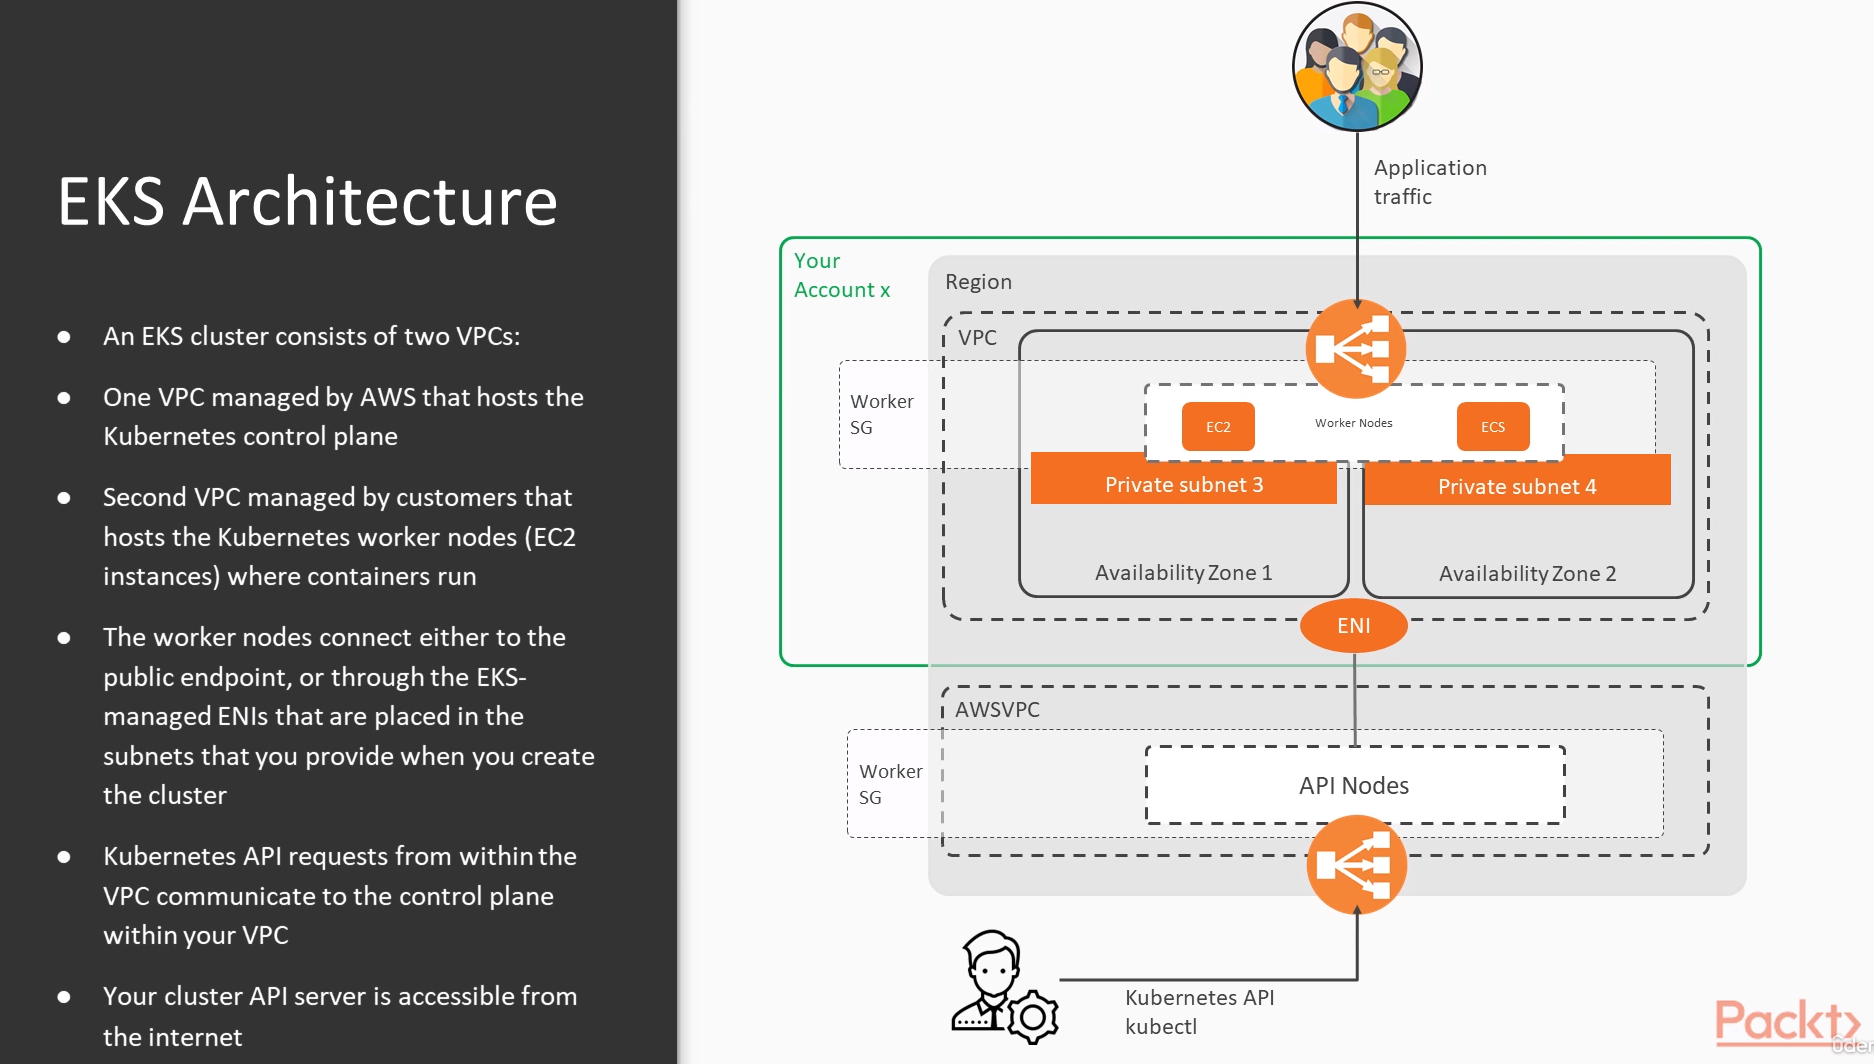 EKS Architecture
● An EKS cluster consists of two VPCs:
● One VPC managed by AWS that hosts the
Kubernetes control plane
● Second VPC managed by customers that
hosts the Kubernetes worker nodes (EC2
instances) where containers run
● The worker nodes connect either to the
public endpoint, or through the EKS-
managed ENIs that are placed in the
subnets that you provide when you create
the cluster
● Kubernetes API requests from within the
VPC communicate to the control plane
within your VPC
● Your cluster API server is accessible from
the internet
Application
traffic
Your
Account x
Region
VPC
Worker
SG
EC2
Worker Nodes
ECS
Private subnet 3
Private subnet 4
Availability Zone 1
Availability Zone 2
ENI
AWSVPC
Worker
SG
API Nodes
Kubernetes API
kubectl
Packt